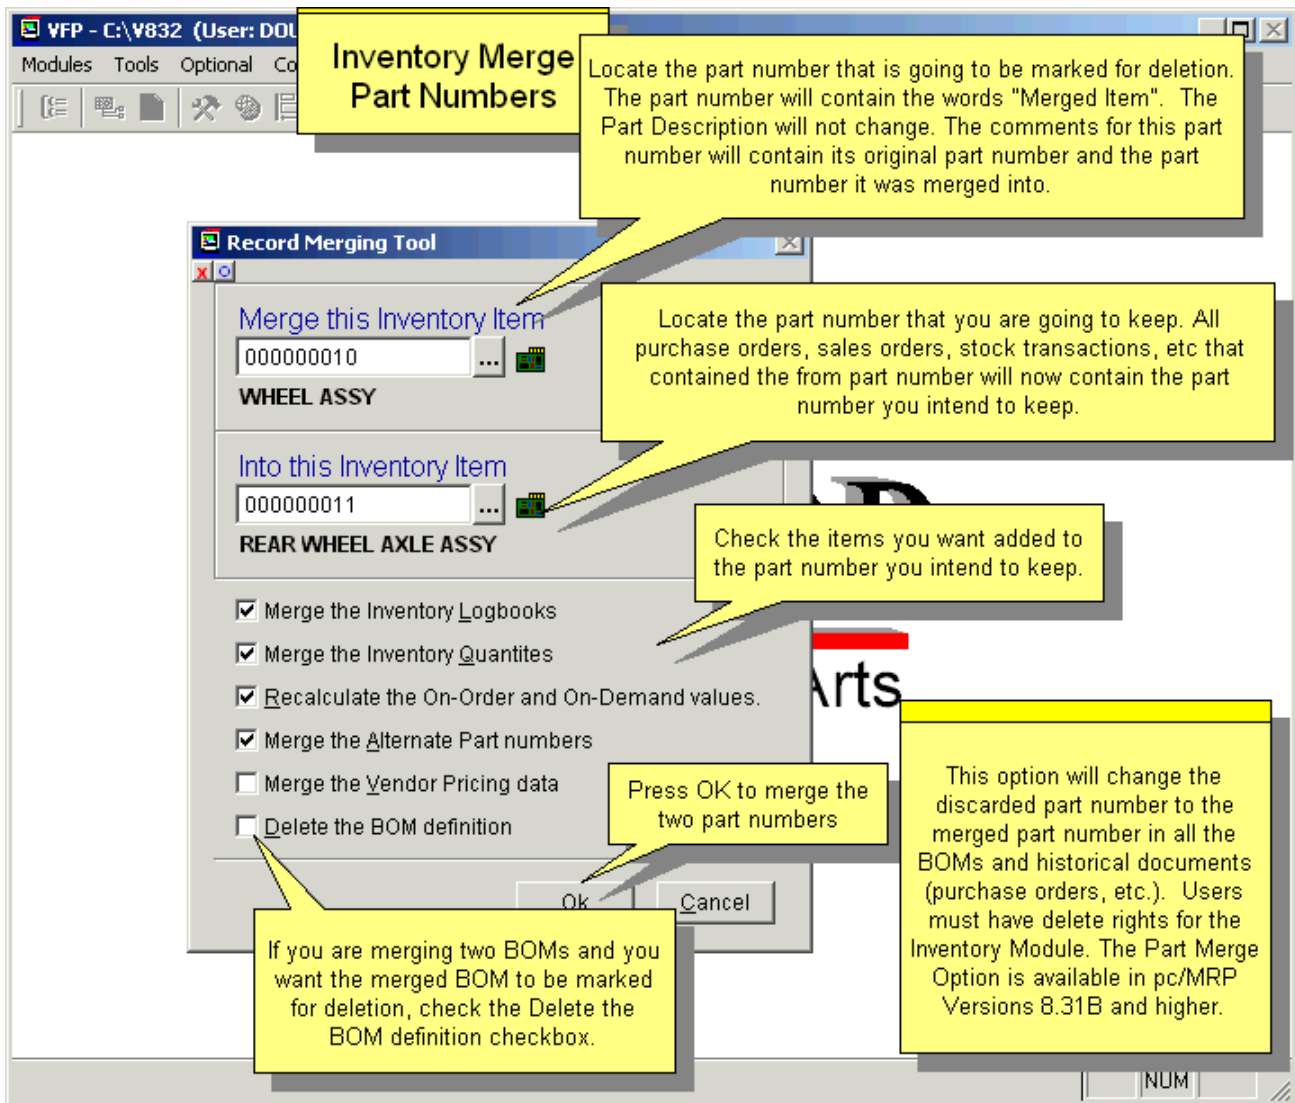 VFP - C:\V832 (User: DOU
Modules Tools Optional Co
Inventory Merge
Part Numbers
Locate the part number that is going to be marked for deletion.
The part number will contain the words "Merged Item". The
Part Description will not change. The comments for this part
number will contain its original part number and the part
number it was merged into.
Record Merging Tool
Merge this Inventory Item
000000010
...
WHEEL ASSY
Locate the part number that you are going to keep. All
purchase orders, sales orders, stock transactions, etc that
contained the from part number will now contain the part
number you intend to keep.
Into this Inventory Item
000000011
...
REAR WHEEL AXLE ASSY
Check the items you want added to
the part number you intend to keep.
Merge the Inventory Logbooks
Merge the Inventory Quantites
Recalculate the On-Order and On-Demand values.
Merge the Alternate Part numbers
Merge the Vendor Pricing data
Delete the BOM definition
Arts
Press OK to merge the
two part numbers
Ok
Cancel
This option will change the
discarded part number to the
merged part number in all the
BOMs and historical documents
(purchase orders, etc.). Users
must have delete rights for the
Inventory Module. The Part Merge
Option is available in pc/MRP
Versions 8.31B and higher.
If you are merging two BOMs and you
want the merged BOM to be marked
for deletion, check the Delete the
BOM definition checkbox.
NUM